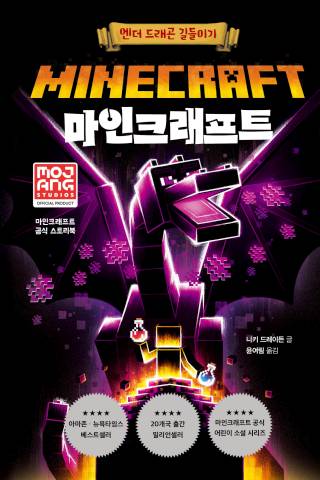 엔더 드래곤 길들이기
MINECRAFT
마인크래프트
MOJ
ANG
STUDIOS
OFFICIAL PRODUCT
마인크래프트
공식 스토리북
니키 드레이든 글
윤여림 옮김
★★★★
아마존·뉴욕타임스
베스트셀러
★★★★
20개국 출간
밀리언셀러
★★★★
마인크래프트 공식
어린이 소설 시리즈